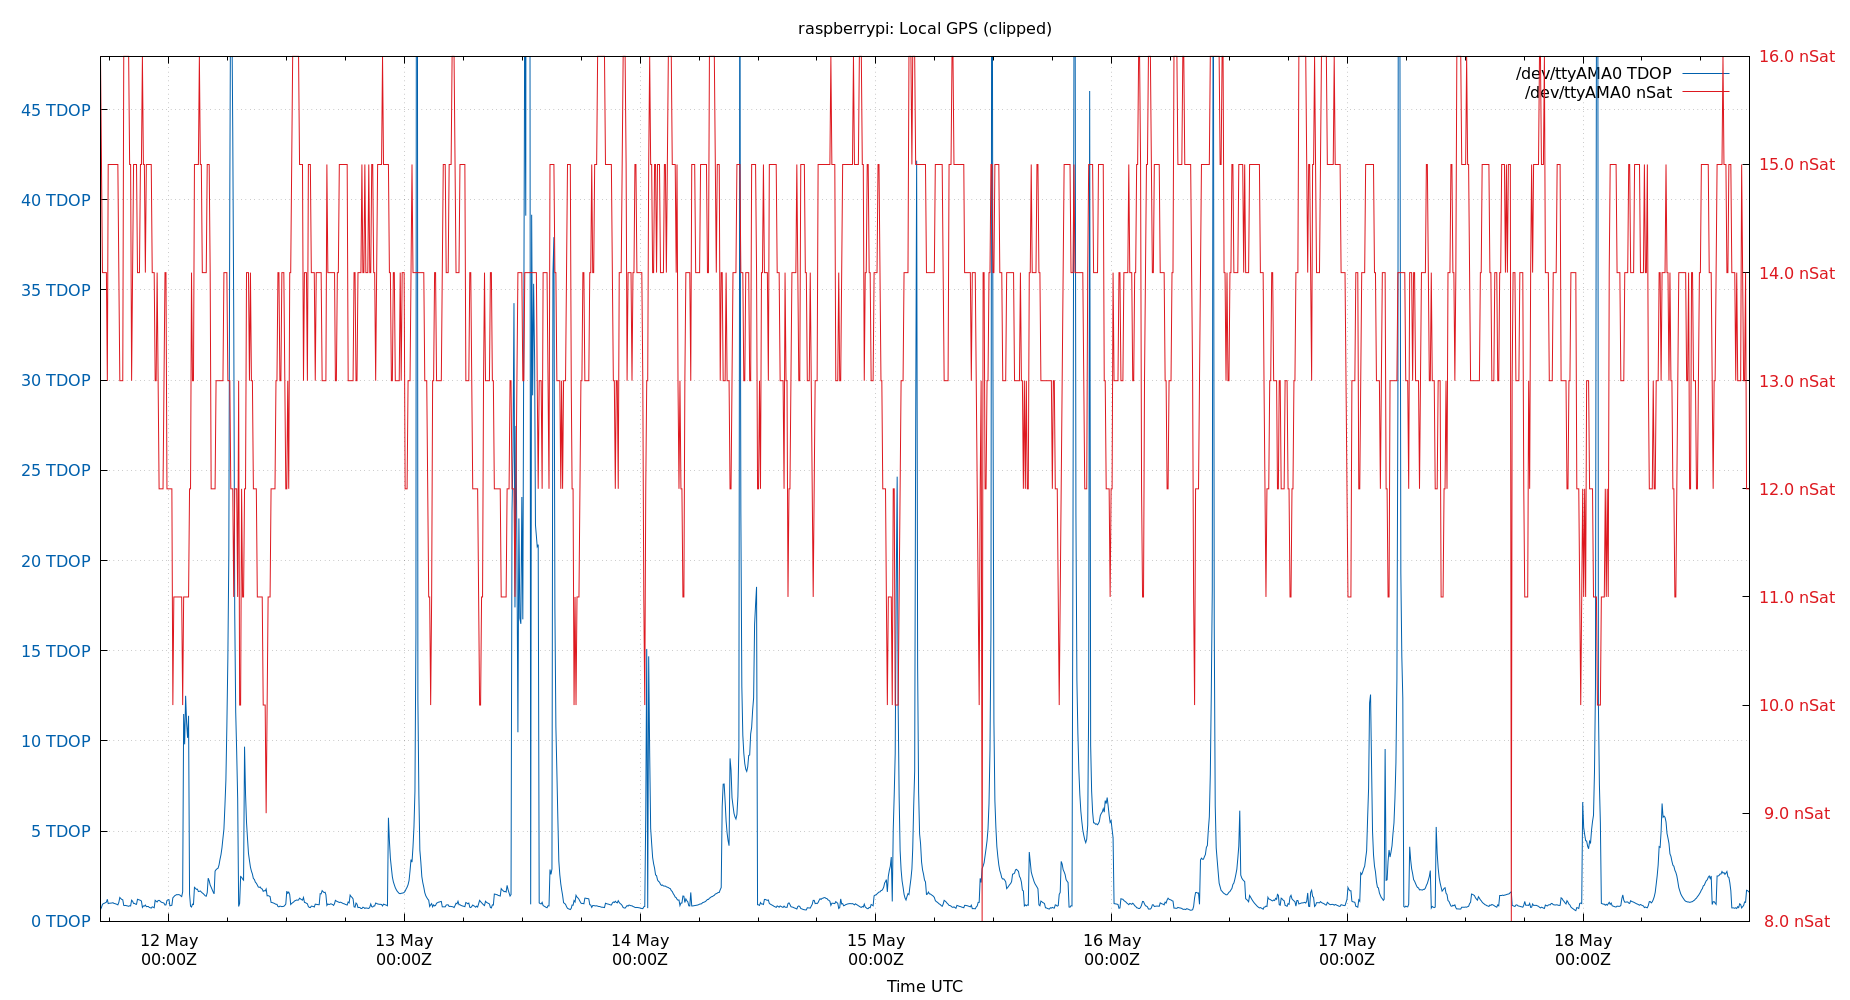 raspberrypi: Local GPS (clipped)
16.0 nSat
/dev/ttyAMA0 TDOP
/dev/ttyAMA0 nSat
45 TDOP
15.0 nSat
40 TDOP
14.0 nSat
35 TDOP
30 TDOP
13.0 nSat
25 TDOP
12.0 nSat
20 TDOP
11.0 nSat
15 TDOP
10.0 nSat
10 TDOP
9.0 nSat
5 TDOP
0 TDOP
8.0 nSat
12 May
00:00Z
13 May
00:00Z
14 May
00:00Z
15 May
00:00Z
16 May
00:00Z
17 May
00:00Z
18 May
00:00Z
Time UTC